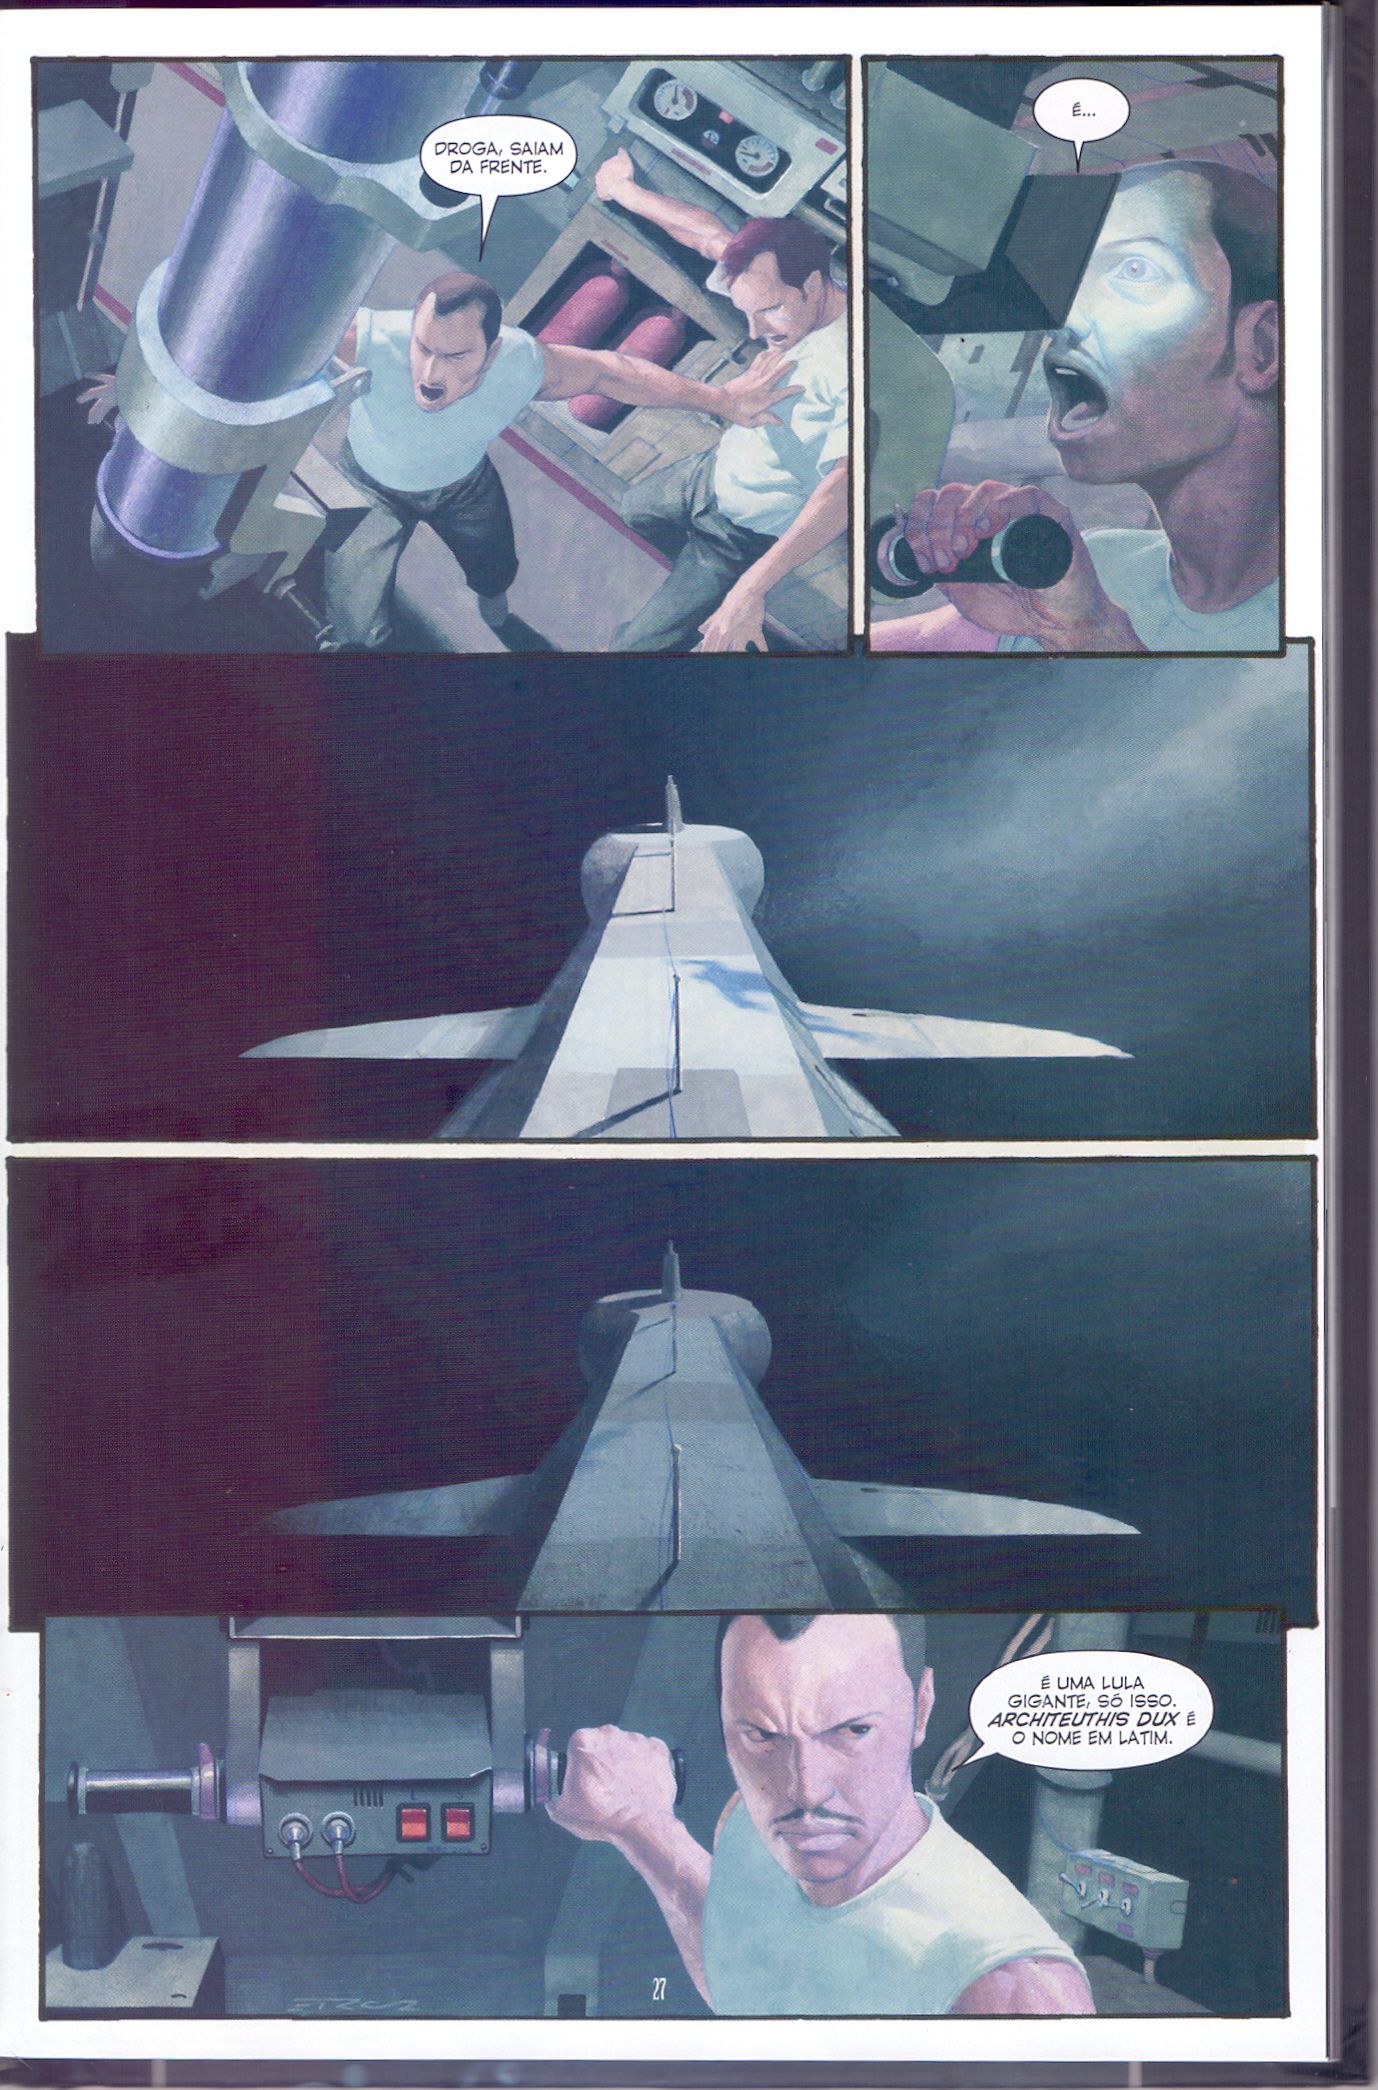 DROGA, SAIAM
DA FRENTE.
É...
É UMA LULA
GIGANTE, SÓ ISSO.
ARCHITEUTHIS DUX É
O NOME EM LATIM.
27